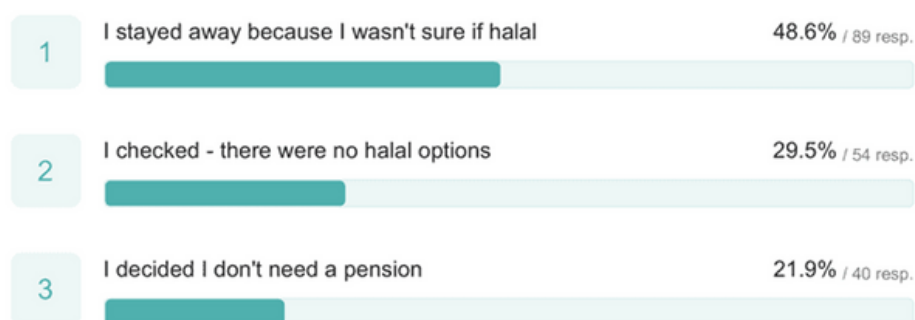 1
I stayed away because I wasn't sure if halal
48.6% / 89 resp.
2
I checked - there were no halal options
29.5% / 54 resp.
3
I decided I don't need a pension
21.9% / 40 resp.